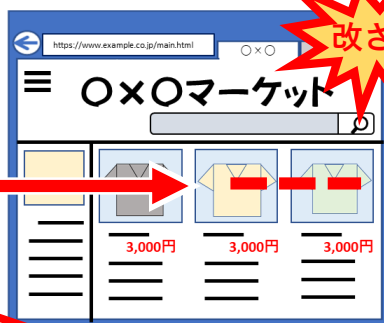 改さ
https://www.example.co.jp/main.html
○×○
○×○マーケット
3,000円
3,000円
3,000円